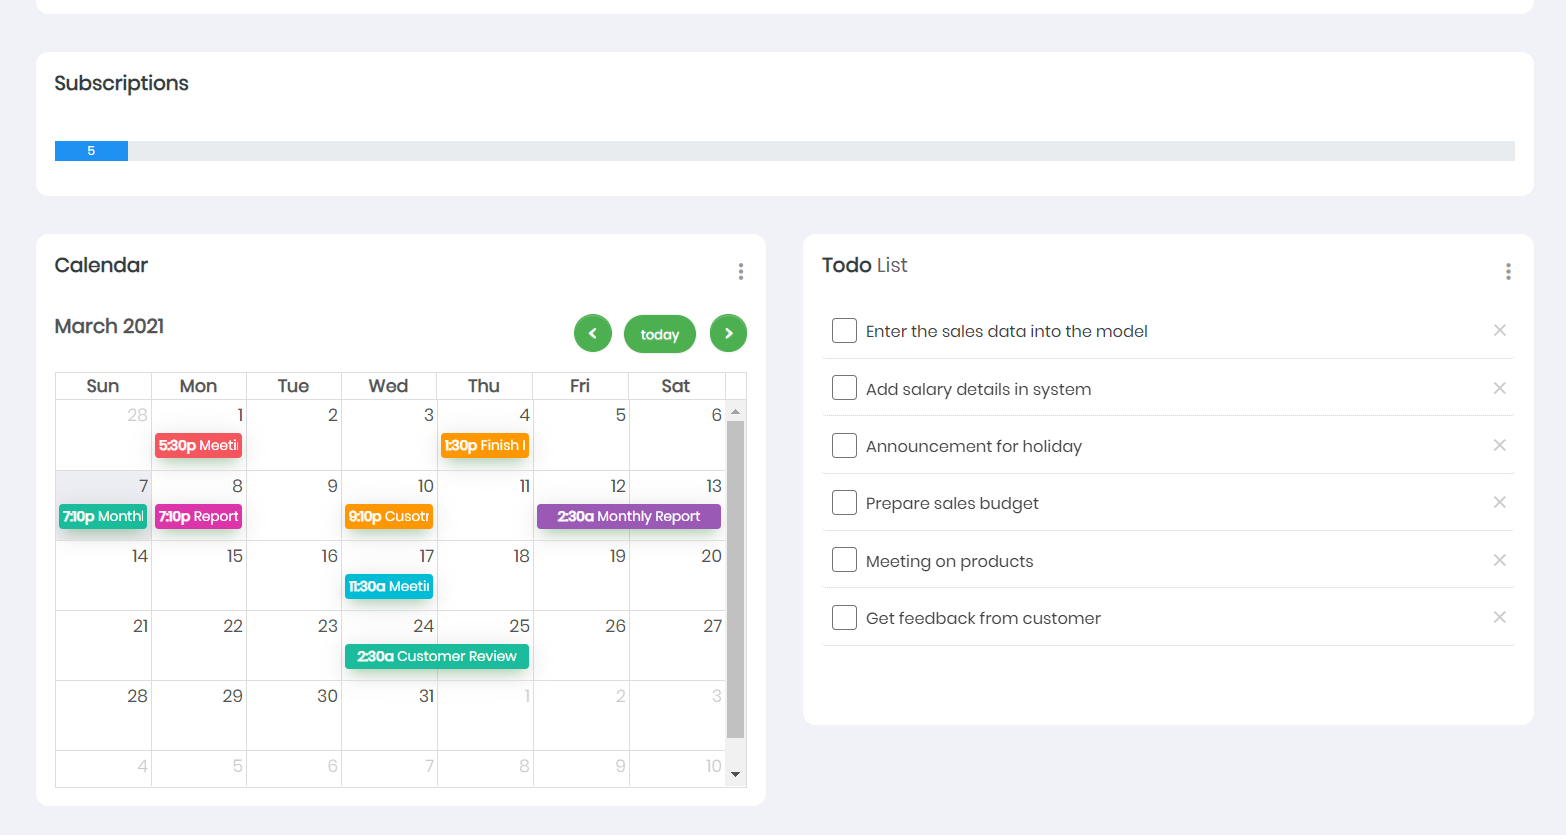 Subscriptions
5
Calendar
March 2021
today
Sun Mon Tue Wed Thu Fri Sat
28 1 2 3 4 5 6
5:30p Meeti 1:30p Finish
7 8 9 10 11 12 13
7:10p Monthl 7:10p Report 9:10p Cusotr 2:30a Monthly Report
14 15 16 17 18 19 20
11:30a Meetin
21 22 23 24 25 26 27
2:30a Customer Review
28 29 30 31 1 2 3
4 5 6 7 8 9 10
Todo List
Enter the sales data into the model
Add salary details in system
Announcement for holiday
Prepare sales budget
Meeting on products
Get feedback from customer